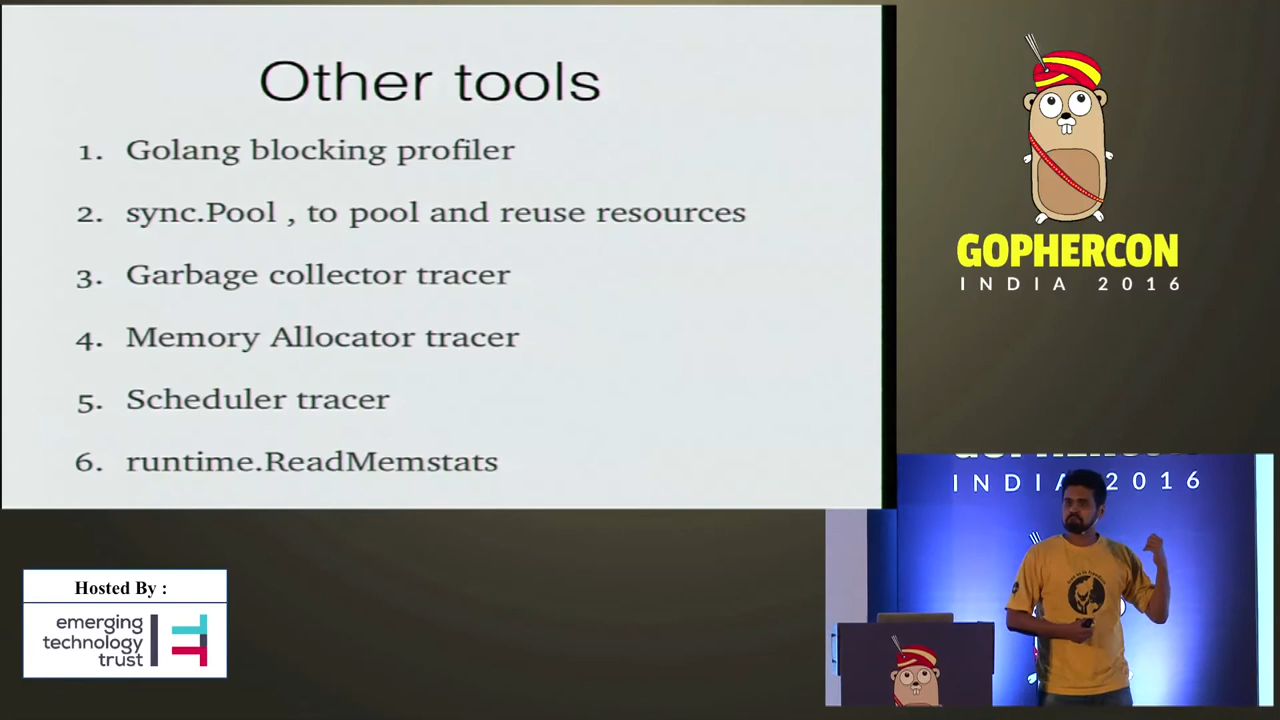 Other tools
1. Golang blocking profiler
2. sync.Pool , to pool and reuse resources
3. Garbage collector tracer
4. Memory Allocator tracer
5. Scheduler tracer
6. runtime.ReadMemstats
GOPHERCON
INDIA 2016
GOPHERCON
INDIA 2016
Hosted By :
emerging
technology
trust